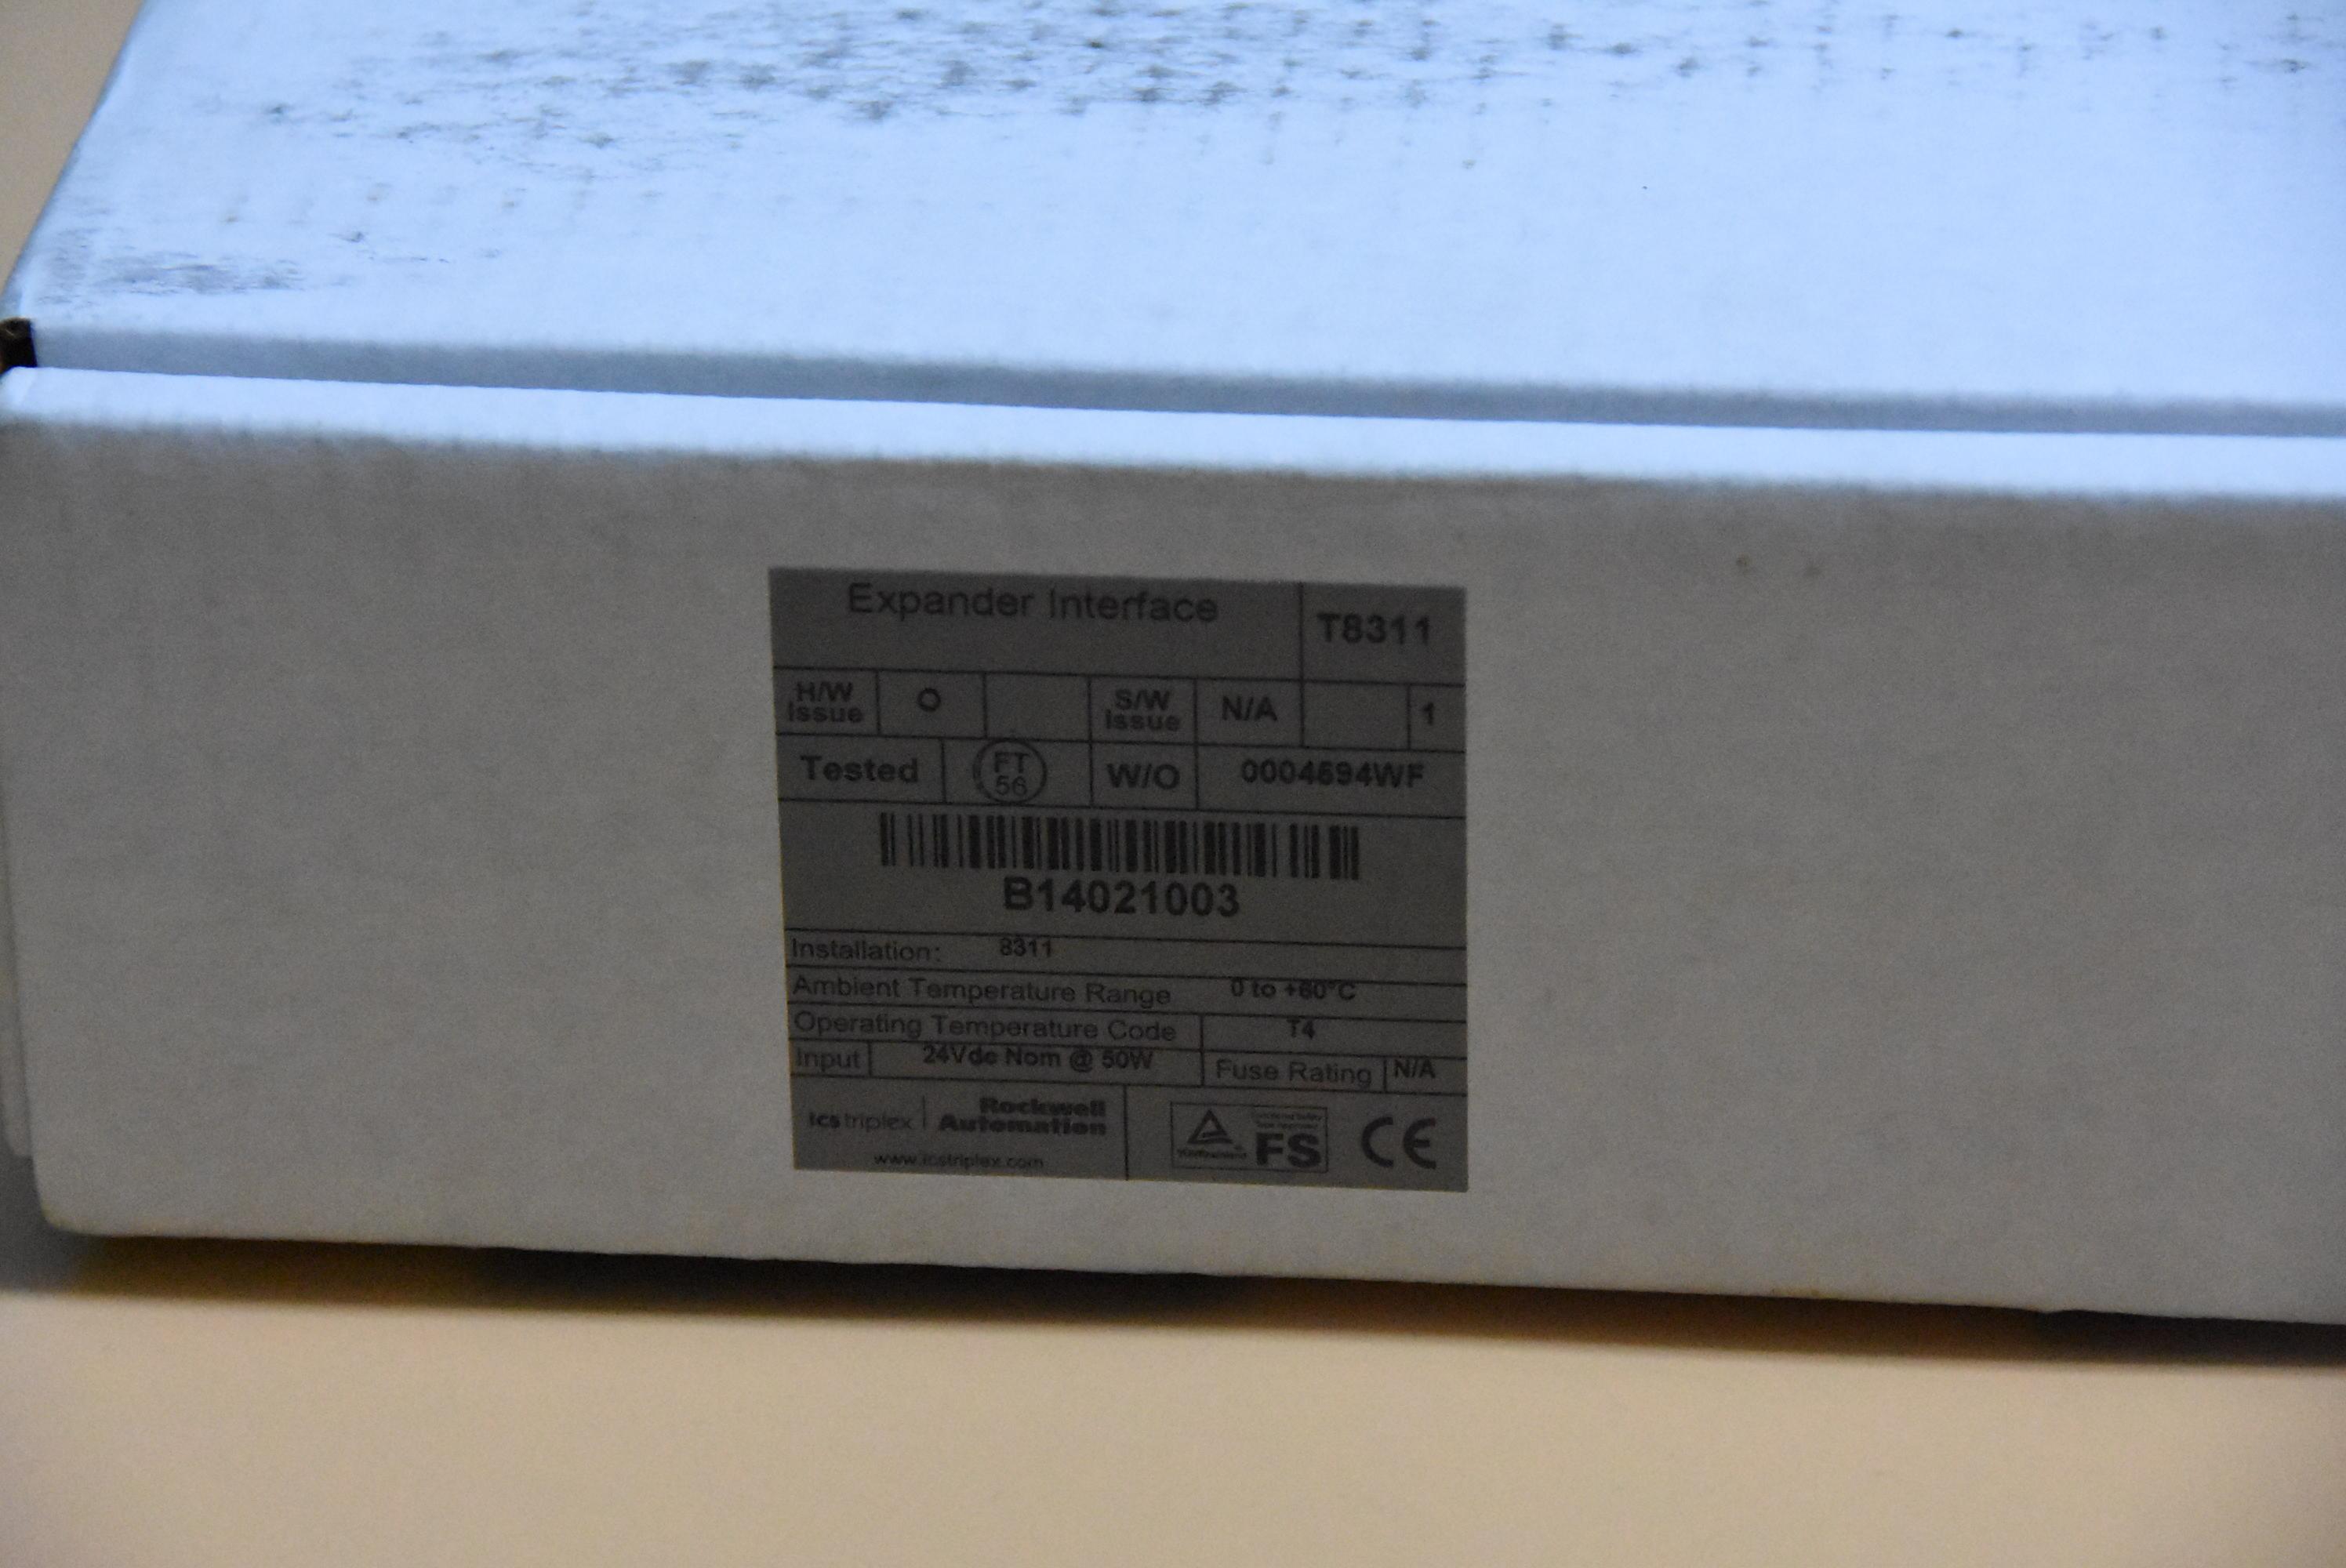 Expander Interface
T8311
H/W Issue O S/W Issue N/A 1
Tested FT 56 W/O 0004694WF
B14021003
Installation: 8311
Ambient Temperature Range 0 to +60°C
Operating Temperature Code T4
Input 24Vdc Nom @ 50W Fuse Rating N/A
ics triplex Rockwell Automation
www.icstriplex.com
FS CE